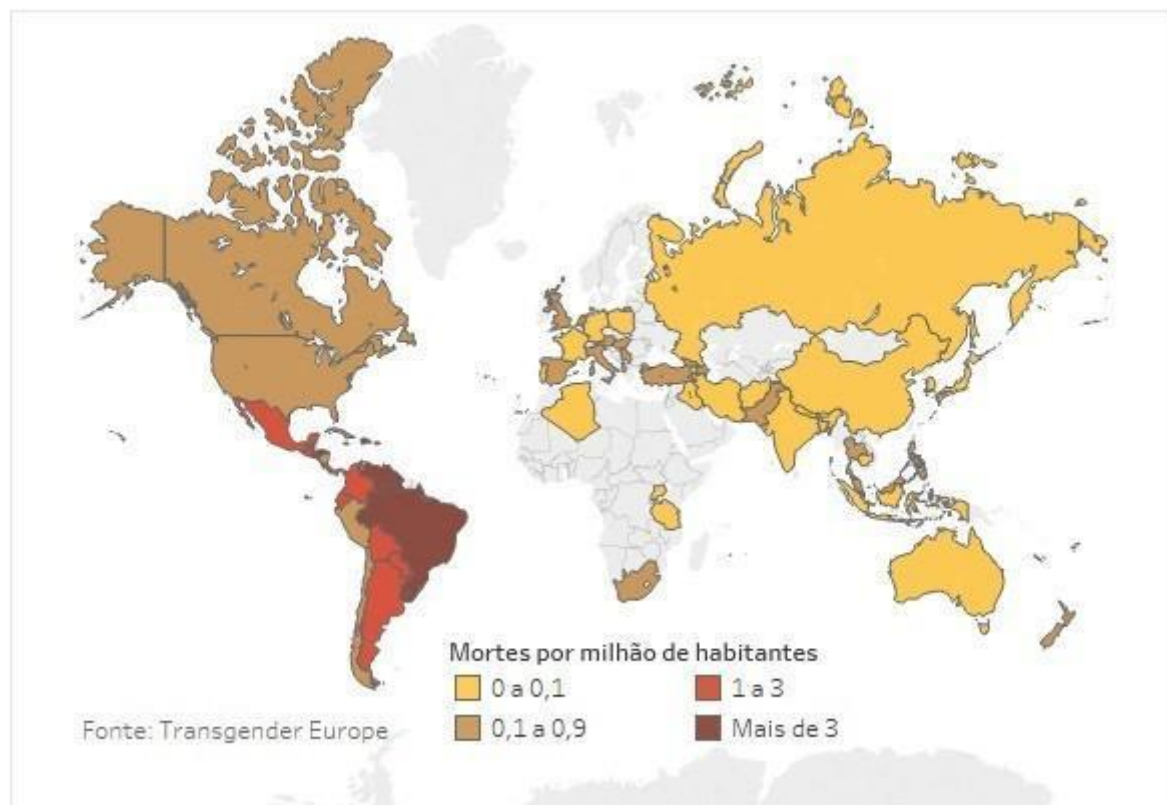 Mortes por milhão de habitantes
0 a 0,1
1 a 3
0,1 a 0,9
Mais de 3
Fonte: Transgender Europe